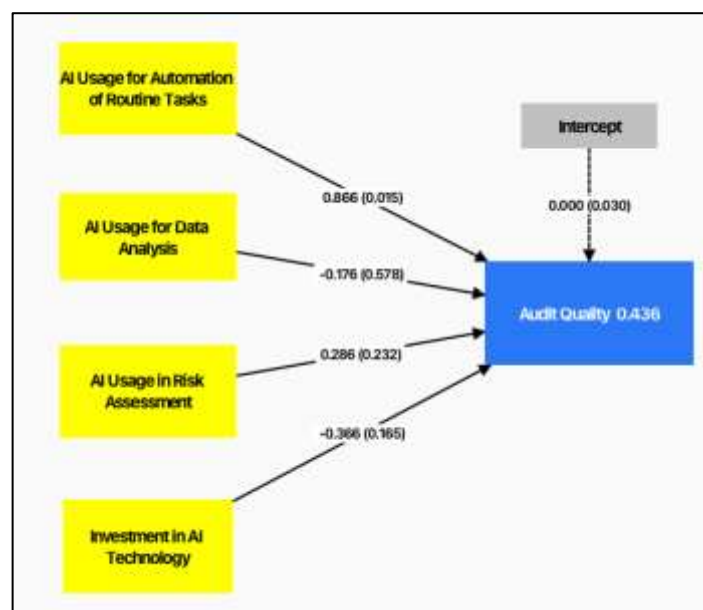 AI Usage for Automation
of Routine Tasks
Intercept
0.866 (0.015)
0.000 (0.030)
AI Usage for Data
Analysis
-0.176 (0.578)
Audit Quality 0.436
0.286 (0.232)
AI Usage in Risk
Assessment
-0.366 (0.165)
Investment in AI
Technology